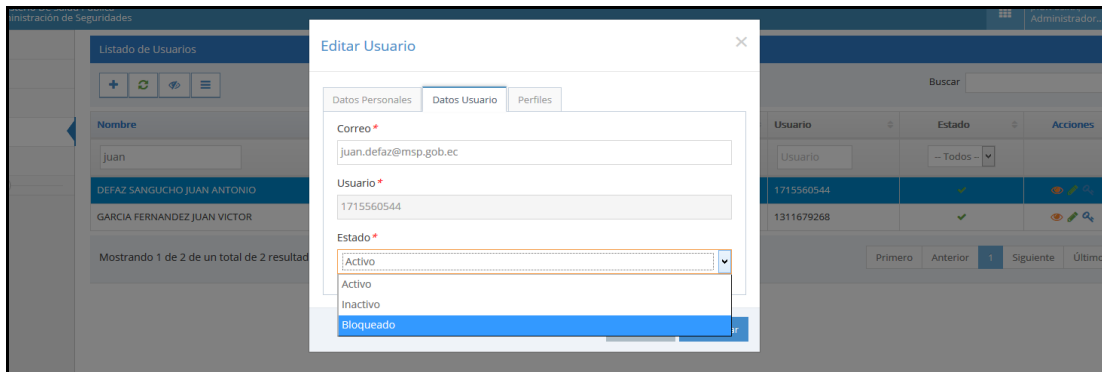 inistración de Seguridades
Administrador...
Listado de Usuarios
Editar Usuario
Buscar
Datos Personales Datos Usuario Perfiles
Nombre Usuario Estado Acciones
Correo *
juan.defaz@msp.gob.ec
juan Usuario -- Todos --
Usuario *
DEFAZ SANGUCHO JUAN ANTONIO 1715560544
1715560544
GARCIA FERNANDEZ JUAN VICTOR 1311679268
Estado *
Activo
Mostrando 1 de 2 de un total de 2 resultad Primero Anterior 1 Siguiente Último
Activo
Inactivo
Bloqueado
ar